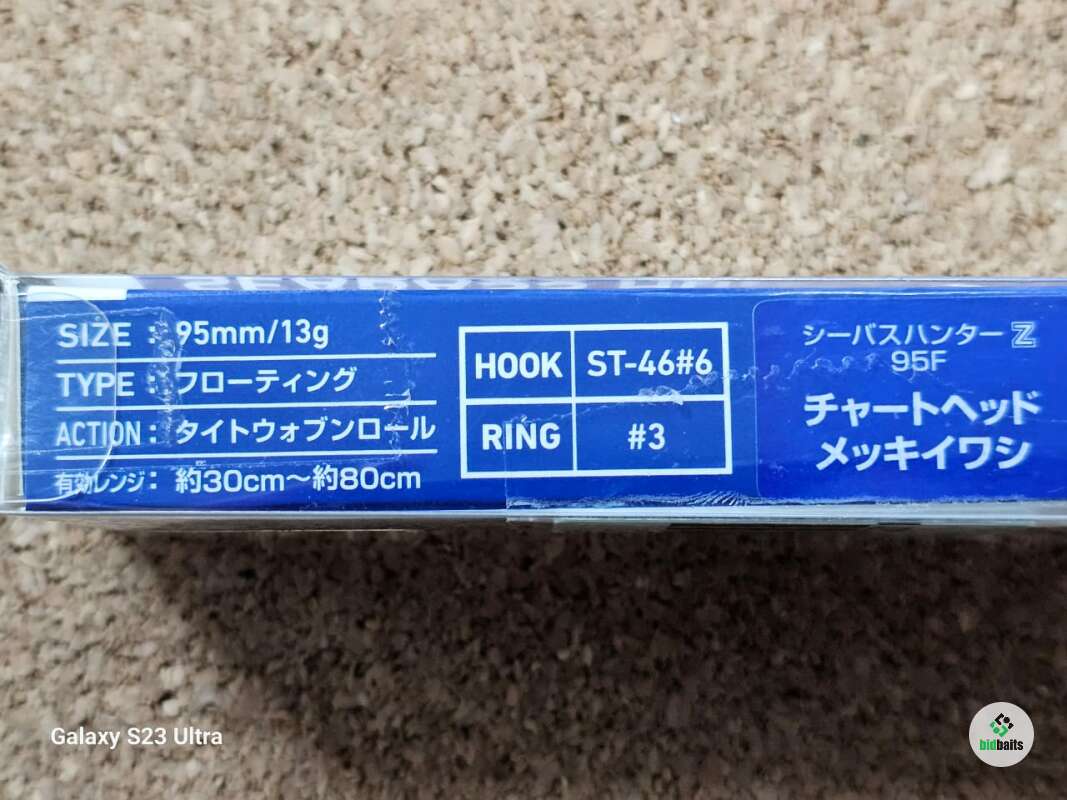 SIZE : 95mm/13g
TYPE : フローティング
ACTION : タイトウォブンロール
有効レンジ : 約30cm〜約80cm
HOOK ST-46#6
RING #3
シーバスハンターZ
95F
チャートヘッド
メッキイワシ
Galaxy S23 Ultra
bidbaits